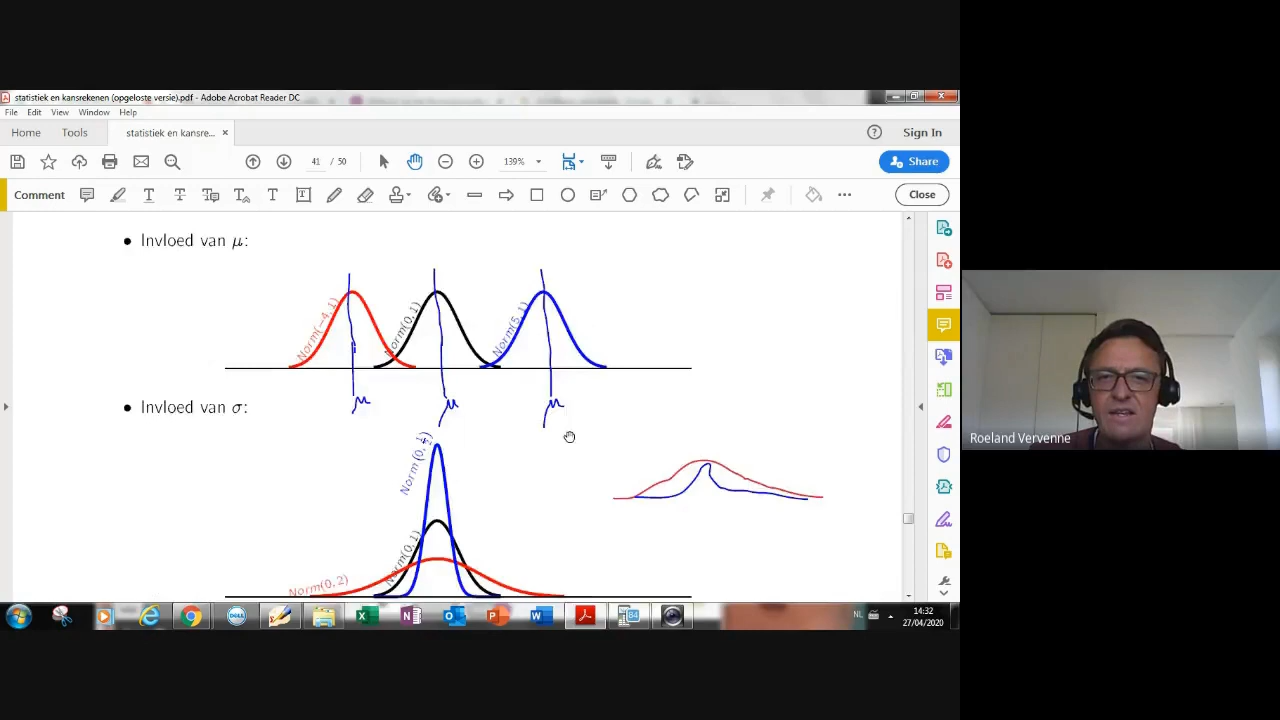 statistiek en kansrekenen (opgeloste versie).pdf - Adobe Acrobat Reader DC
File Edit View Window Help
Home Tools statistiek en kansre... × ? Sign In
41 / 50 139% Share
Comment Close
• Invloed van μ:
Norm(−4, 1) Norm(0, 1) Norm(5, 1)
μ μ μ
• Invloed van σ:
Norm(0, 1/2)
Norm(0, 1)
Norm(0, 2)
Roeland Vervenne
NL 14:32
27/04/2020